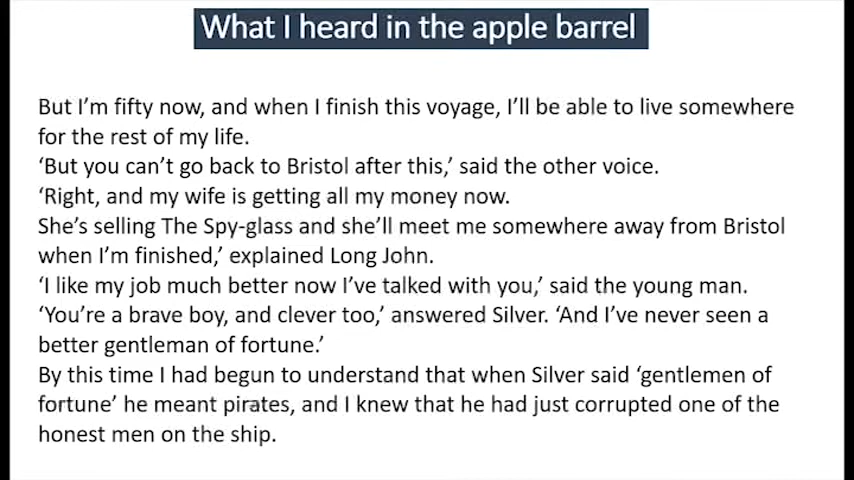 What I heard in the apple barrel
But I’m fifty now, and when I finish this voyage, I’ll be able to live somewhere
for the rest of my life.
‘But you can’t go back to Bristol after this,’ said the other voice.
‘Right, and my wife is getting all my money now.
She’s selling The Spy-glass and she’ll meet me somewhere away from Bristol
when I’m finished,’ explained Long John.
‘I like my job much better now I’ve talked with you,’ said the young man.
‘You’re a brave boy, and clever too,’ answered Silver. ‘And I’ve never seen a
better gentleman of fortune.’
By this time I had begun to understand that when Silver said ‘gentlemen of
fortune’ he meant pirates, and I knew that he had just corrupted one of the
honest men on the ship.